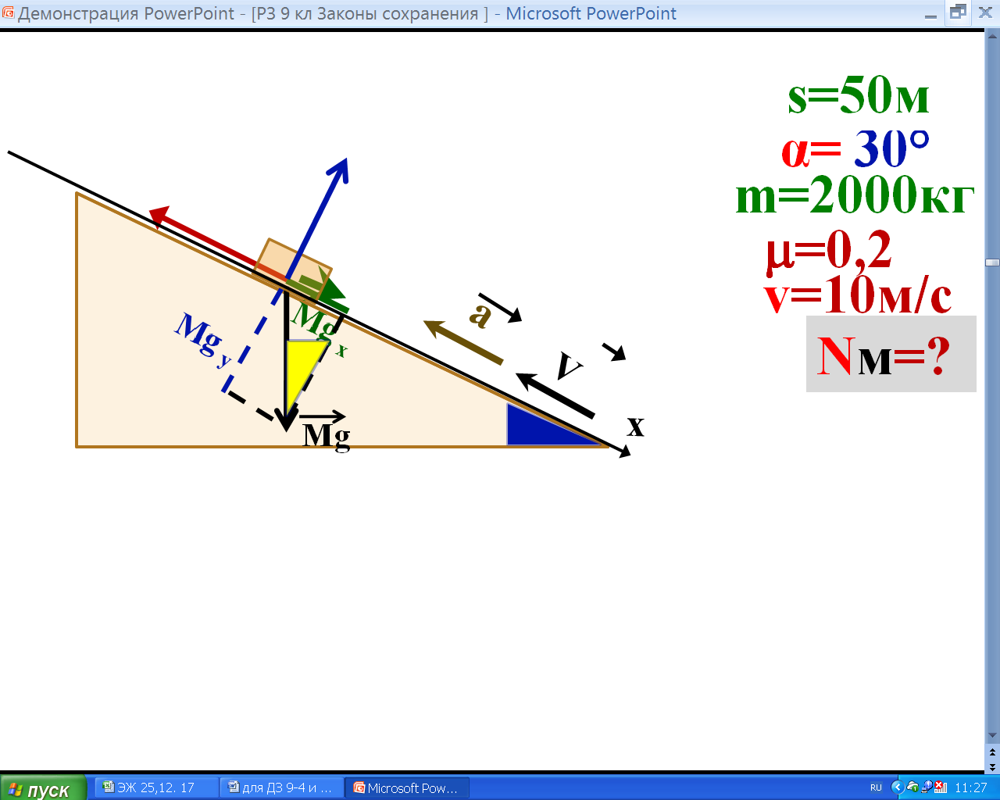 Демонстрация PowerPoint - [РЗ 9 кл Законы сохранения ] - Microsoft PowerPoint
s=50м
α= 30°
m=2000кг
μ=0,2
v=10м/с
Nм=?
a
V
Mg x
Mg y
Mg
x
пуск
ЭЖ 25,12. 17
для ДЗ 9-4 и ...
Microsoft Pow...
RU
11:27